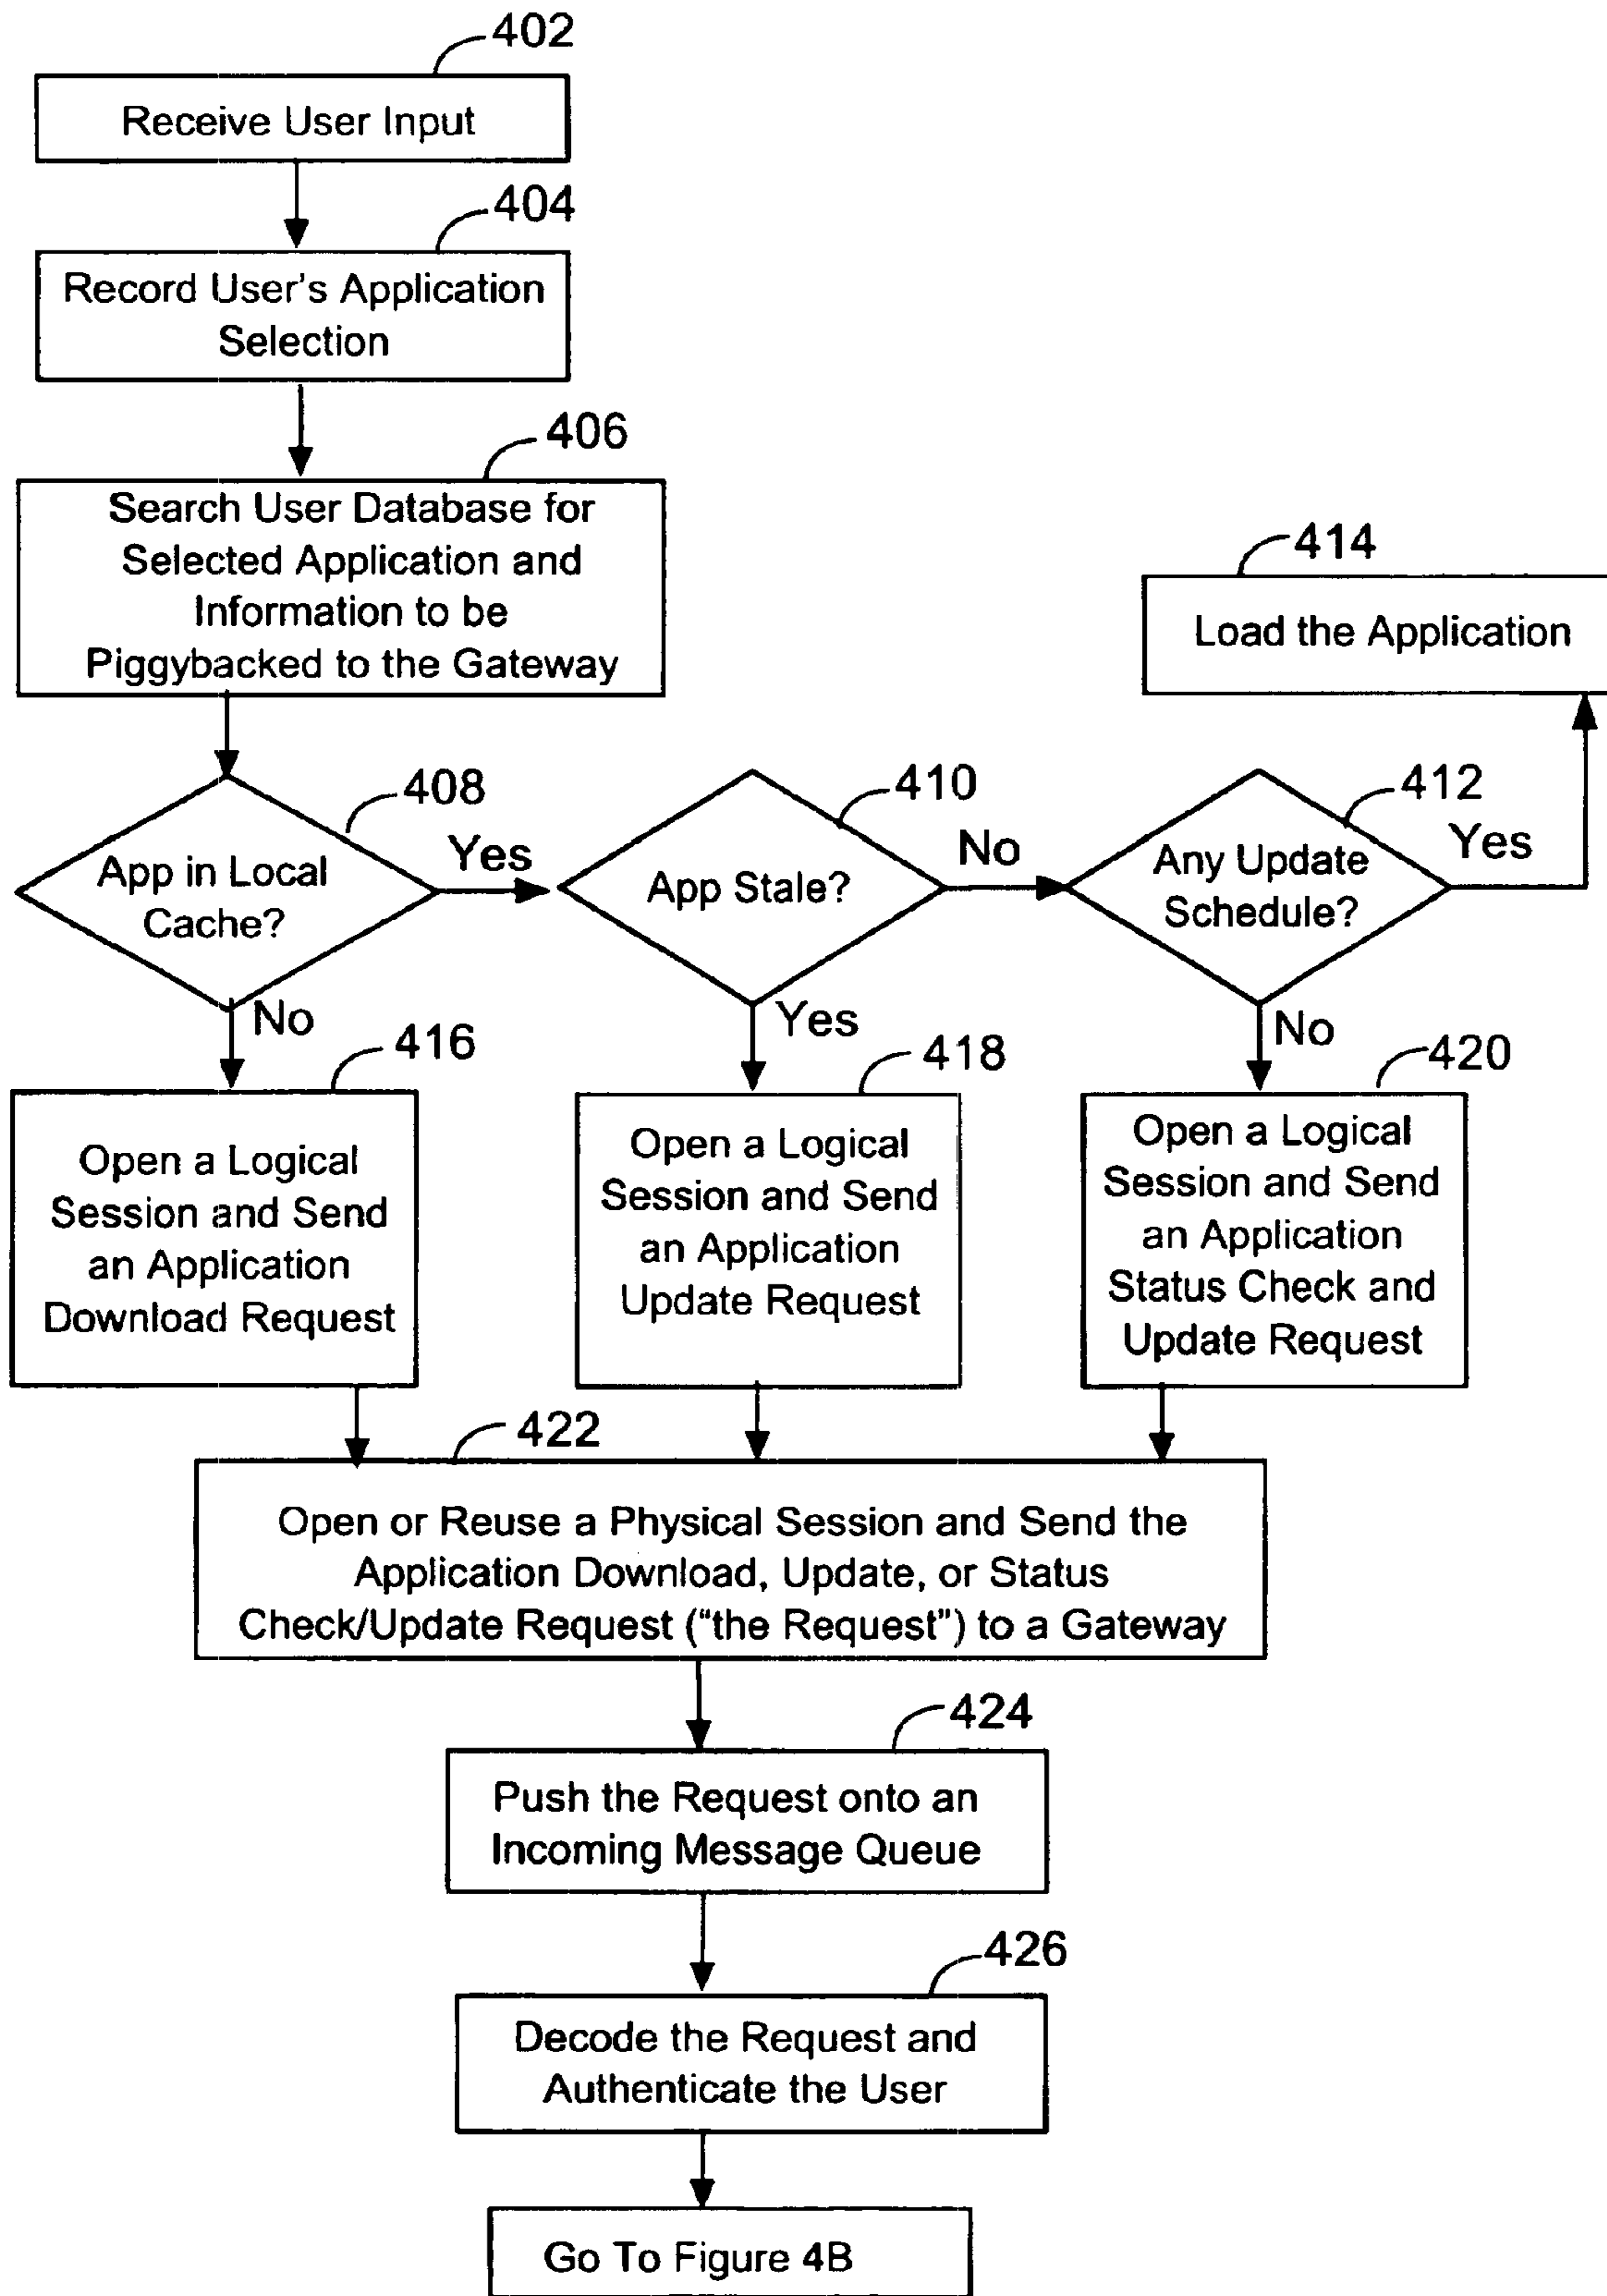 402
Receive User Input
404
Record User's Application
Selection
406
Search User Database for
Selected Application and
Information to be
Piggybacked to the Gateway
414
Load the Application
408
App in Local
Cache?
Yes
410
App Stale?
No
412
Any Update
Schedule?
Yes
No
416
Open a Logical
Session and Send
an Application
Download Request
Yes
418
Open a Logical
Session and Send
an Application
Update Request
No
420
Open a Logical
Session and Send
an Application
Status Check and
Update Request
422
Open or Reuse a Physical Session and Send the
Application Download, Update, or Status
Check/Update Request (“the Request”) to a Gateway
424
Push the Request onto an
Incoming Message Queue
426
Decode the Request and
Authenticate the User
Go To Figure 4B